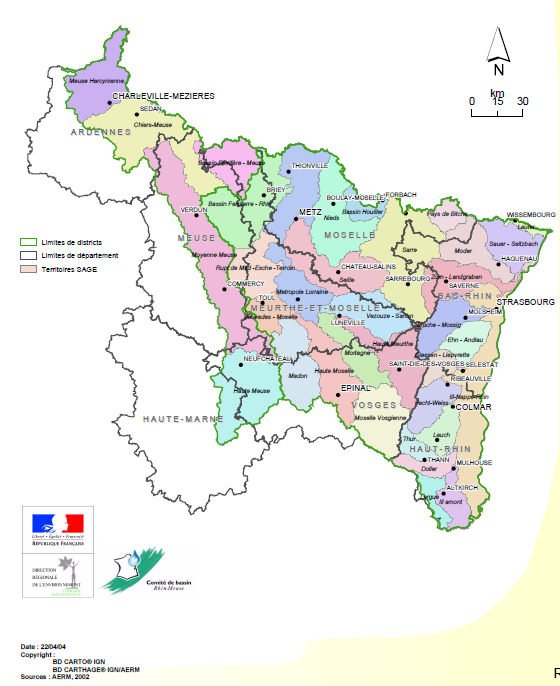 Meuse Hercynienne
CHARLEVILLE-MEZIERES
SEDAN
Chiers-Meuse
ARDENNES
N
km
0 15 30
THIONVILLE
BRIEY
Bassin Ferrifère - Rhin
BOULAY-MOSELLE
FORBACH
Bassin Houiller
Nieds
VERDUN
METZ
MOSELLE
Pays de Bitche
WISSEMBOURG
Sauer - Seltzbach
MEUSE
Moyenne Meuse
Sarre
Moder
HAGUENAU
Limites de districts
Limites de département
Territoires SAGE
CHATEAU-SALINS
Seille
SARREBOURG
SAVERNE
COMMERCY
TOUL
Metropole Lorraine
BAS-RHIN
STRASBOURG
MEURTHE-ET-MOSELLE
MOLSHEIM
LUNEVILLE
Ehn - Andlau
Haute Meurthe
Mortagne
NEUFCHATEAU
SAINT-DIE-DES-VOSGES
SELESTAT
Haute Moselle
Madon
RIBEAUVILLE
Haute Meuse
EPINAL
VOSGES
COLMAR
HAUTE-MARNE
Moselle Vosgienne
Lauch
Thur
HAUT-RHIN
THANN
Doller
MULHOUSE
ALTKIRCH
Ill amont
Liberté • Égalité • Fraternité
RÉPUBLIQUE FRANÇAISE
DIRECTION
RÉGIONALE
DE L'ENVIRONNEMENT
Comité de bassin
Rhin-Meuse
Date : 22/04/04
Copyright :
BD CARTO® IGN
BD CARTHAGE® IGN/AERM
Sources : AERM, 2002
R